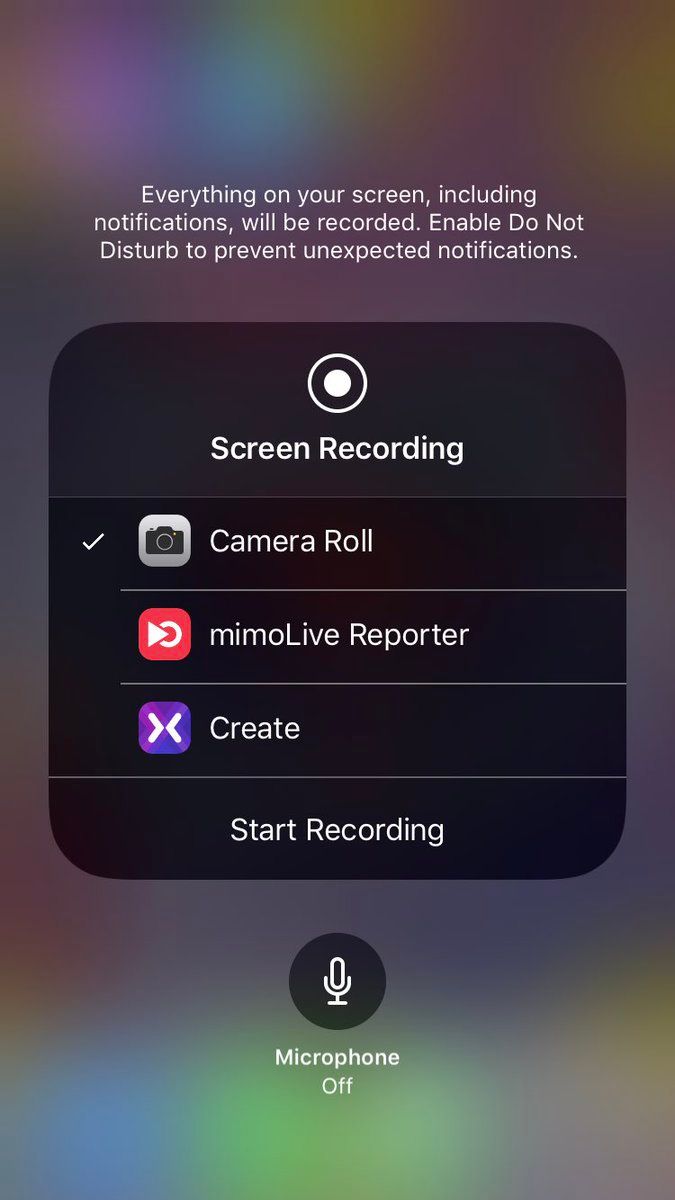 Everything on your screen, including
notifications, will be recorded. Enable Do Not
Disturb to prevent unexpected notifications.
Screen Recording
Camera Roll
mimoLive Reporter
Create
Start Recording
Microphone
Off